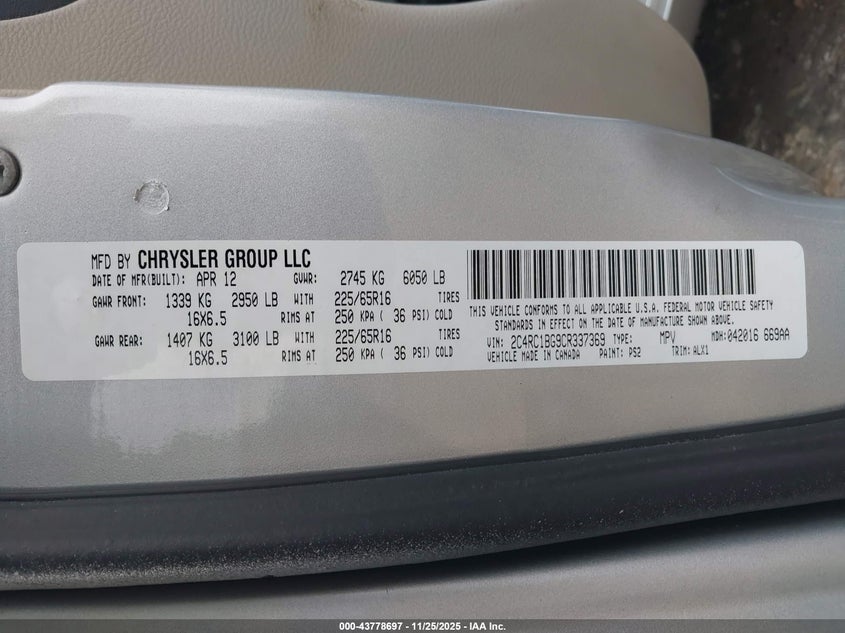 MFD BY CHRYSLER GROUP LLC
DATE OF MFR(BUILT): APR 12 GVWR: 2745 KG 6050 LB
GAWR FRONT: 1339 KG 2950 LB WITH 225/65R16 TIRES
16X6.5 RIMS AT 250 KPA ( 36 PSI) COLD
GAWR REAR: 1407 KG 3100 LB WITH 225/65R16 TIRES
16X6.5 RIMS AT 250 KPA ( 36 PSI) COLD
THIS VEHICLE CONFORMS TO ALL APPLICABLE U.S.A. FEDERAL MOTOR VEHICLE SAFETY
STANDARDS IN EFFECT ON THE DATE OF MANUFACTURE SHOWN ABOVE.
VIN: 2C4RC1BG9CR337369 TYPE: MPV MDH:042016 669AA
VEHICLE MADE IN CANADA PAINT: PS2 TRIM: ALX1
000-43778697 - 11/25/2025 - IAA Inc.